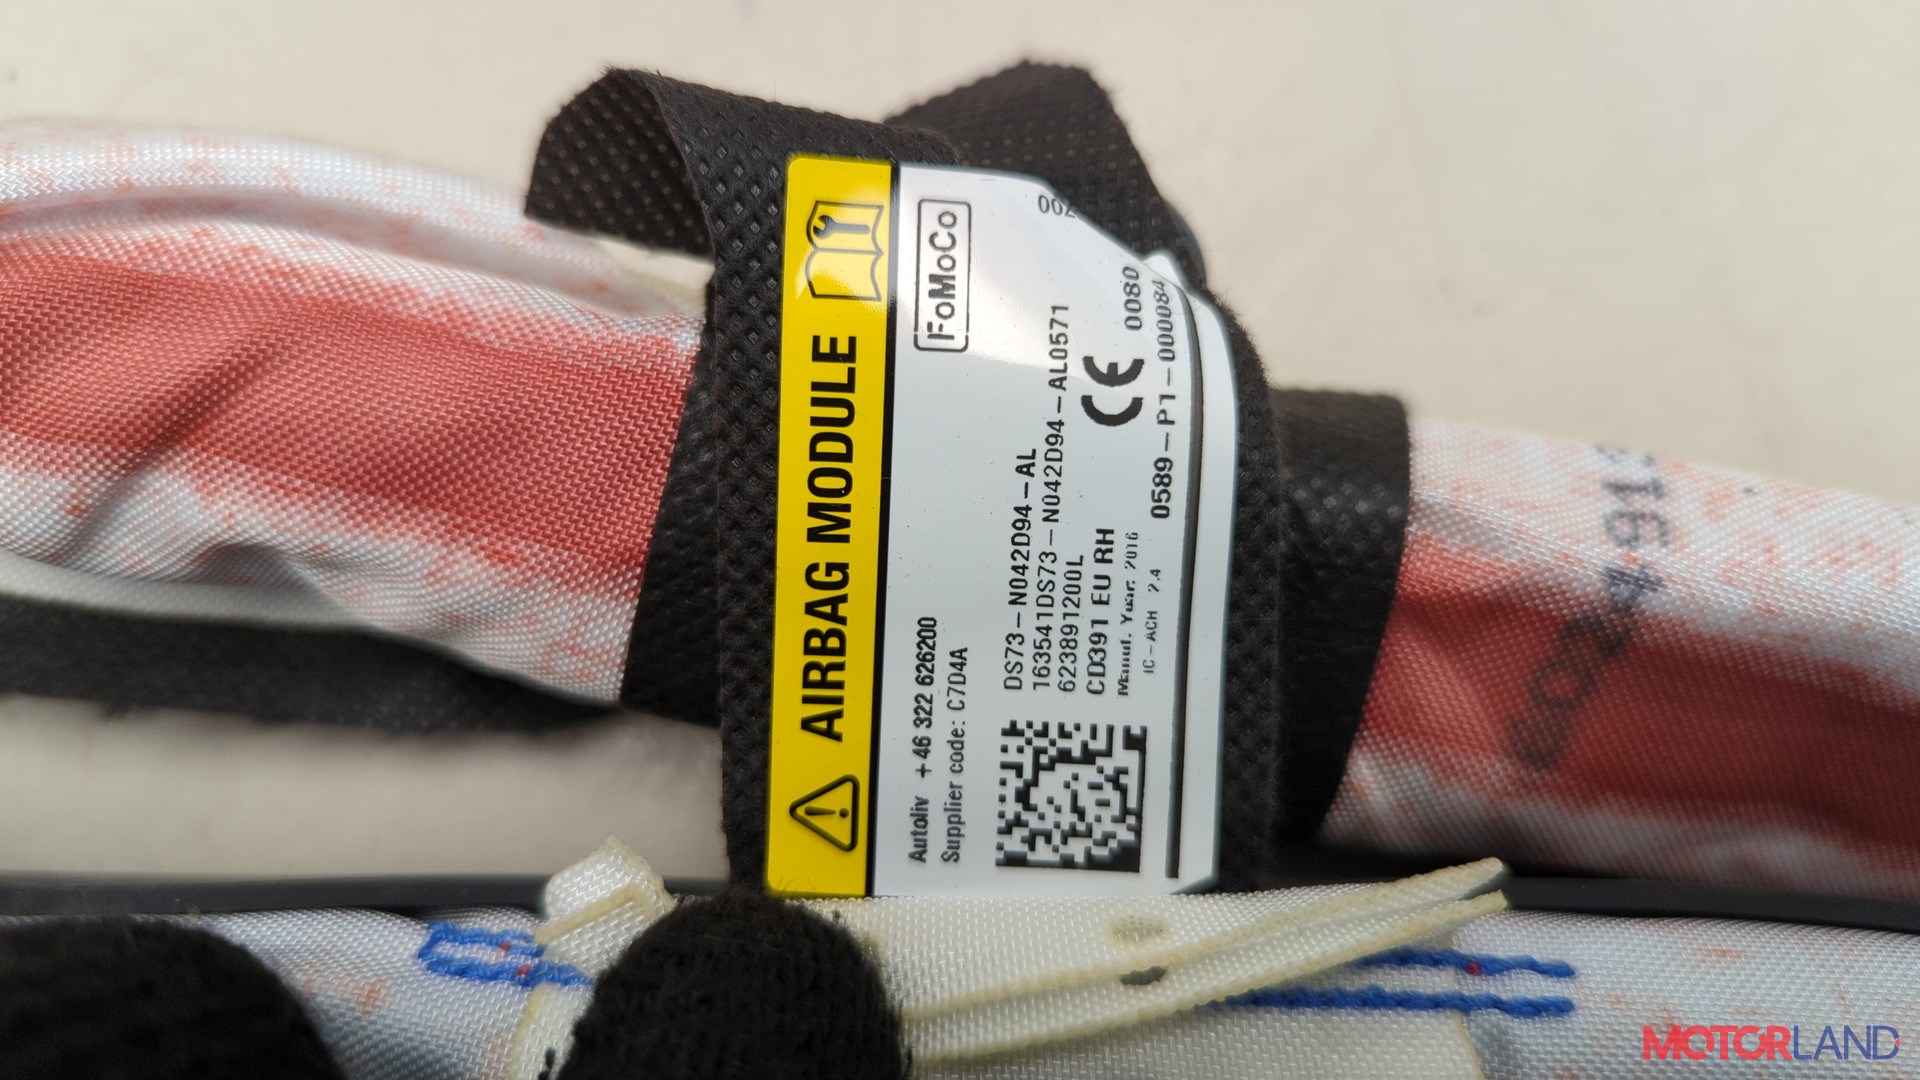 AIRBAG MODULE
FoMoCo
Autoliv +46 322 626200
Supplier code: C7D4A
DS73-N042D94-AL
163541DS73-N042D94-AL0571
623891200L
CD391 EU RH
Manuf. Year: 2016
IC-ACH 2.4
CE 0080
0589-P1-000084
MOTORLAND